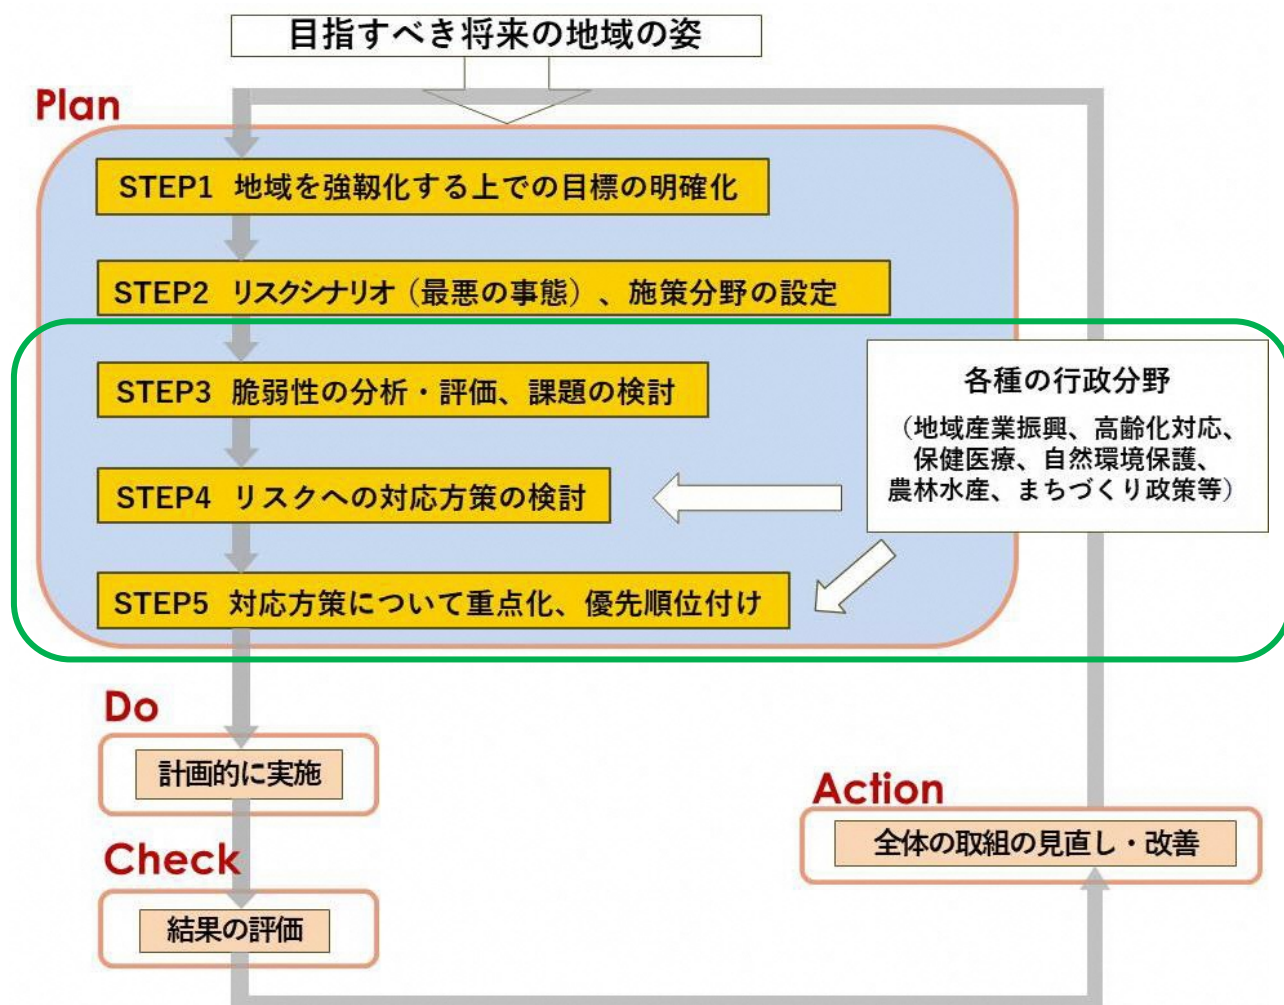 目指すべき将来の地域の姿
Plan
STEP1 地域を強靱化する上での目標の明確化
STEP2 リスクシナリオ（最悪の事態）、施策分野の設定
STEP3 脆弱性の分析・評価、課題の検討
STEP4 リスクへの対応方策の検討
STEP5 対応方策について重点化、優先順位付け
各種の行政分野
（地域産業振興、高齢化対応、
保健医療、自然環境保護、
農林水産、まちづくり政策等）
Do
計画的に実施
Check
結果の評価
Action
全体の取組の見直し・改善